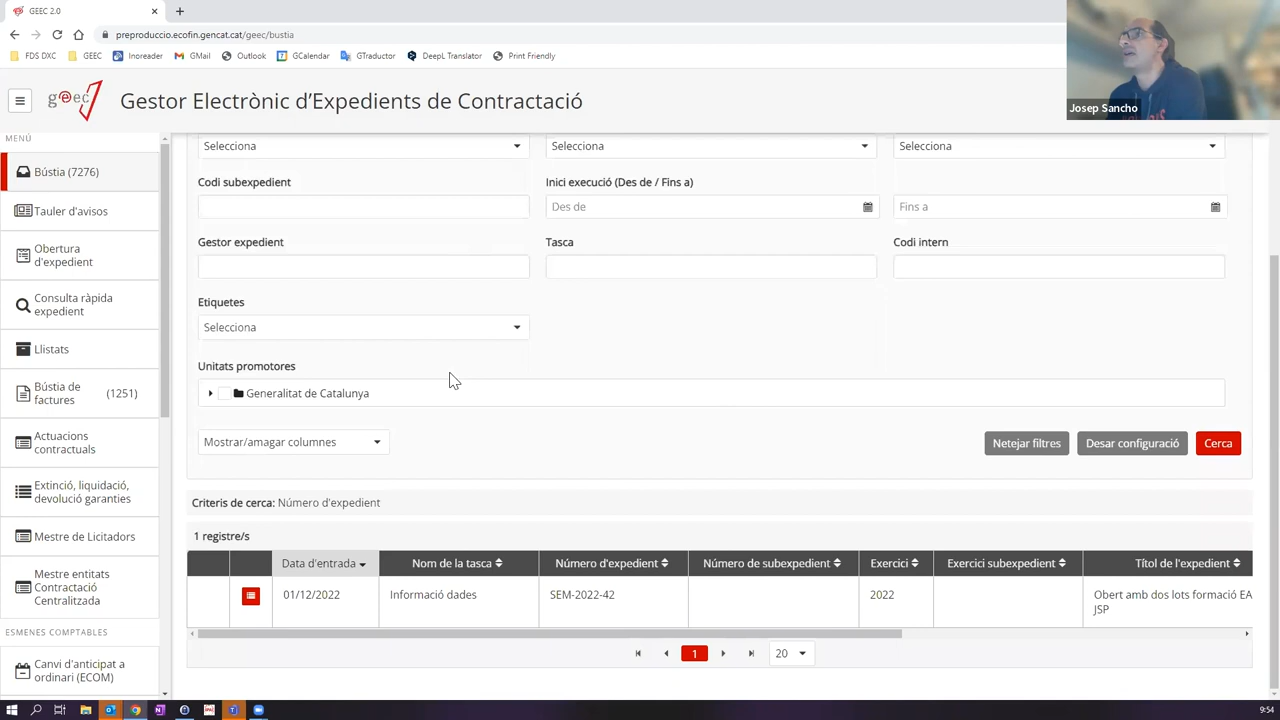 GEEC 2.0
preproduccio.ecofin.gencat.cat/geec/bustia
FDS DXC
GEEC
Inoreader
GMail
Outlook
GCalendar
GTraductor
DeepL Translator
Print Friendly
geec
Gestor Electrònic d'Expedients de Contractació
Josep Sancho
MENÚ
Bústia (7276)
Tauler d'avisos
Obertura
d'expedient
Consulta ràpida
expedient
Llistats
Bústia de
factures
(1251)
Actuacions
contractuals
Extinció, liquidació,
devolució garanties
Mestre de Licitadors
Mestre entitats
Contractació
Centralitzada
ESMENES COMPTABLES
Canvi d'anticipat a
ordinari (ECOM)
Selecciona
Selecciona
Selecciona
Codi subexpedient
Inici execució (Des de / Fins a)
Des de
Fins a
Gestor expedient
Tasca
Codi intern
Etiquetes
Selecciona
Unitats promotores
Generalitat de Catalunya
Mostrar/amagar columnes
Netejar filtres
Desar configuració
Cerca
Criteris de cerca: Número d'expedient
1 registre/s
Data d'entrada
Nom de la tasca
Número d'expedient
Número de subexpedient
Exercici
Exercici subexpedient
Títol de l'expedient
01/12/2022
Informació dades
SEM-2022-42
2022
Obert amb dos lots formació EA
JSP
1
20
9:54